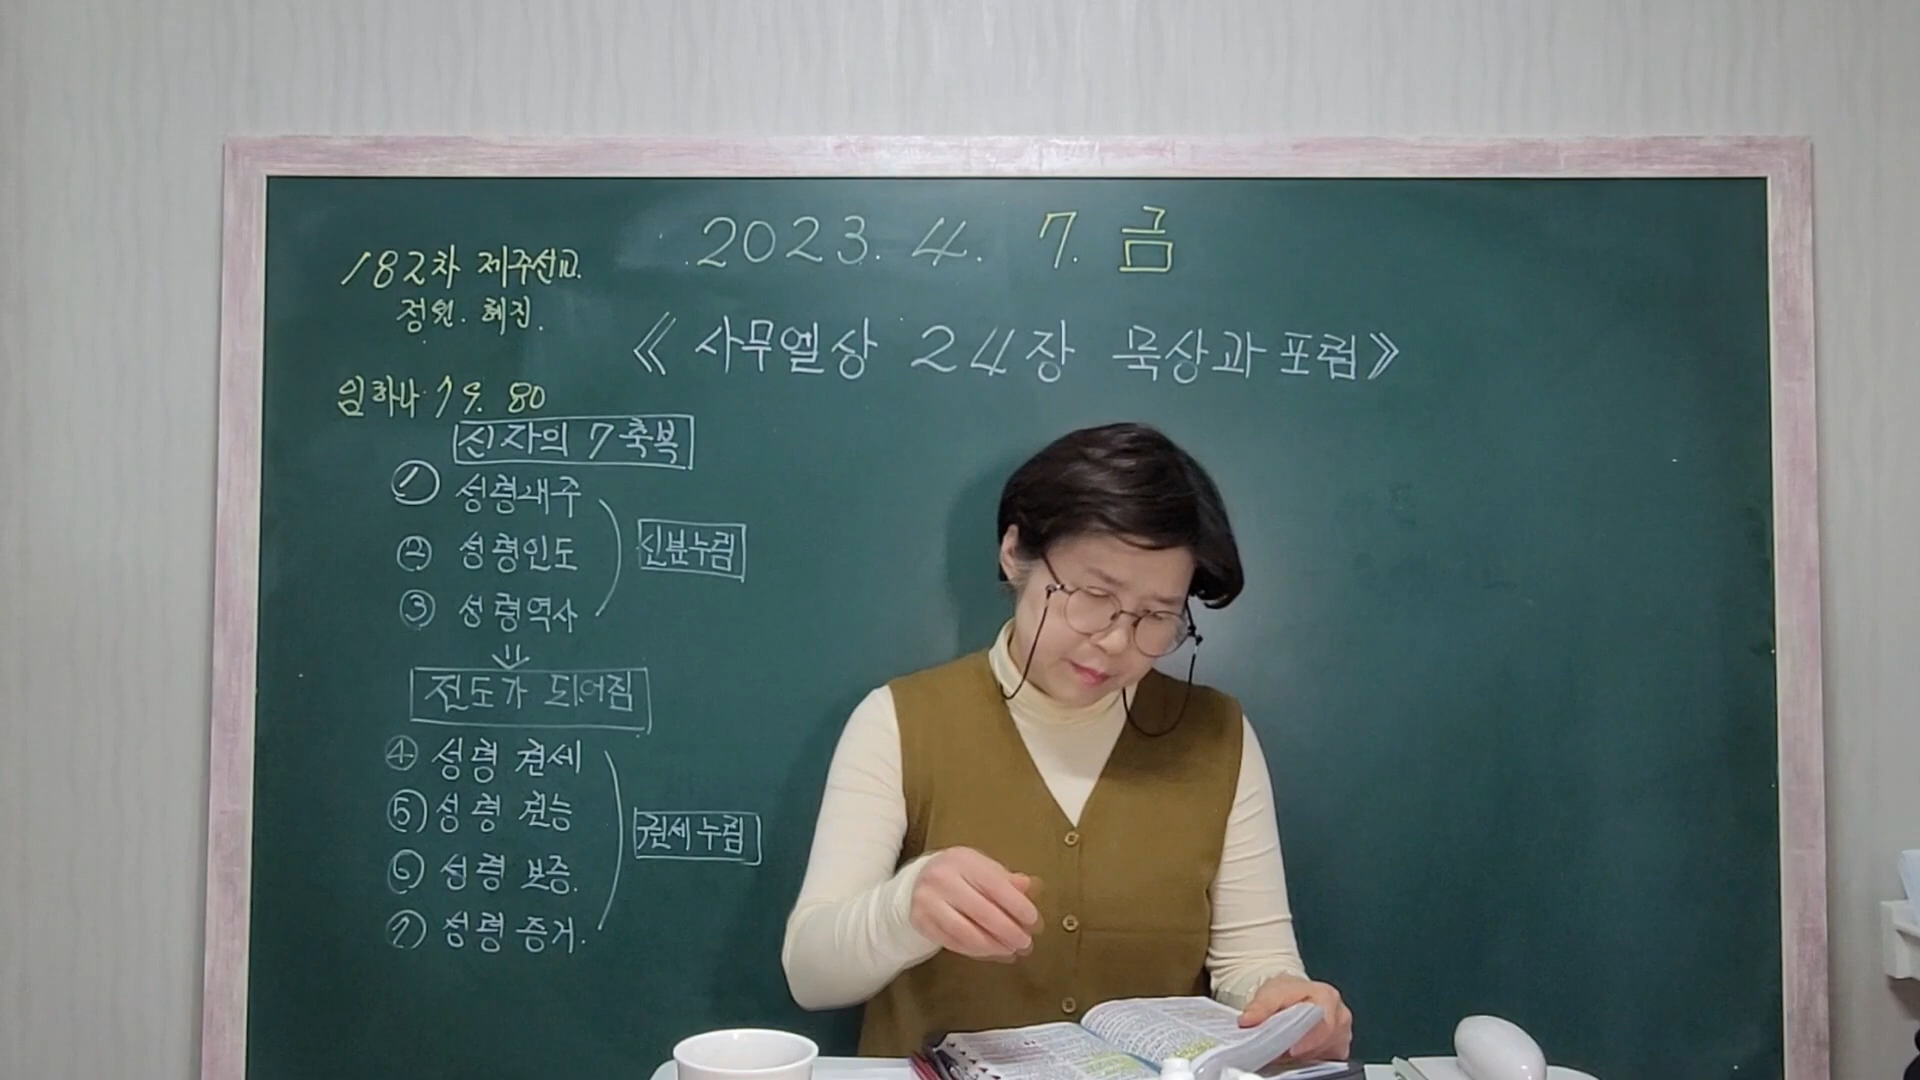 2023. 4. 7. 금
《 사무엘상 24장 묵상과 포럼 》
182차 제주선교.
정원. 혜진.
임하나 19. 80
신자의 7 축복
① 성령내주
② 성령인도
③ 성령역사
신분누림
전도가 되어짐
④ 성령 권세
⑤ 성령 권능
⑥ 성령 보증.
⑦ 성령 증거.
권세누림